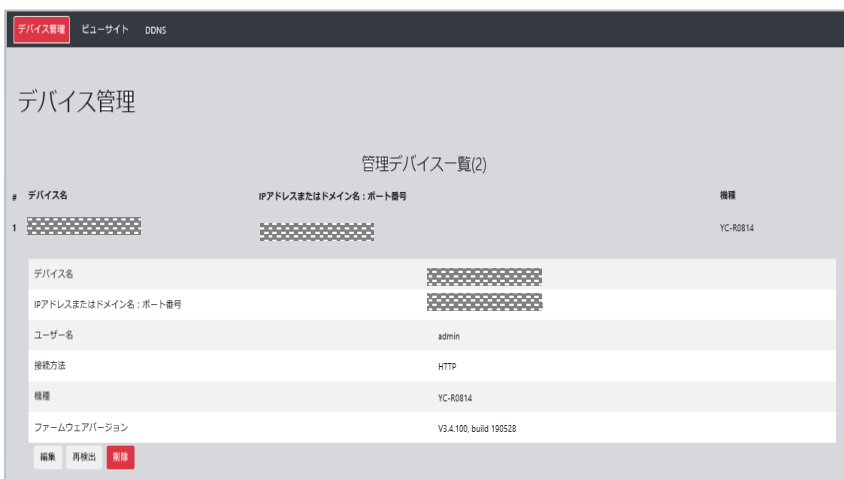 デバイス管理 ビューサイト DDNS
デバイス管理
管理デバイス一覧(2)
# デバイス名 IPアドレスまたはドメイン名 : ポート番号 機種
1 YC-R0814
デバイス名
IPアドレスまたはドメイン名 : ポート番号
ユーザー名 admin
接続方法 HTTP
機種 YC-R0814
ファームウェアバージョン V3.4.100, build 190528
編集 再検出 削除